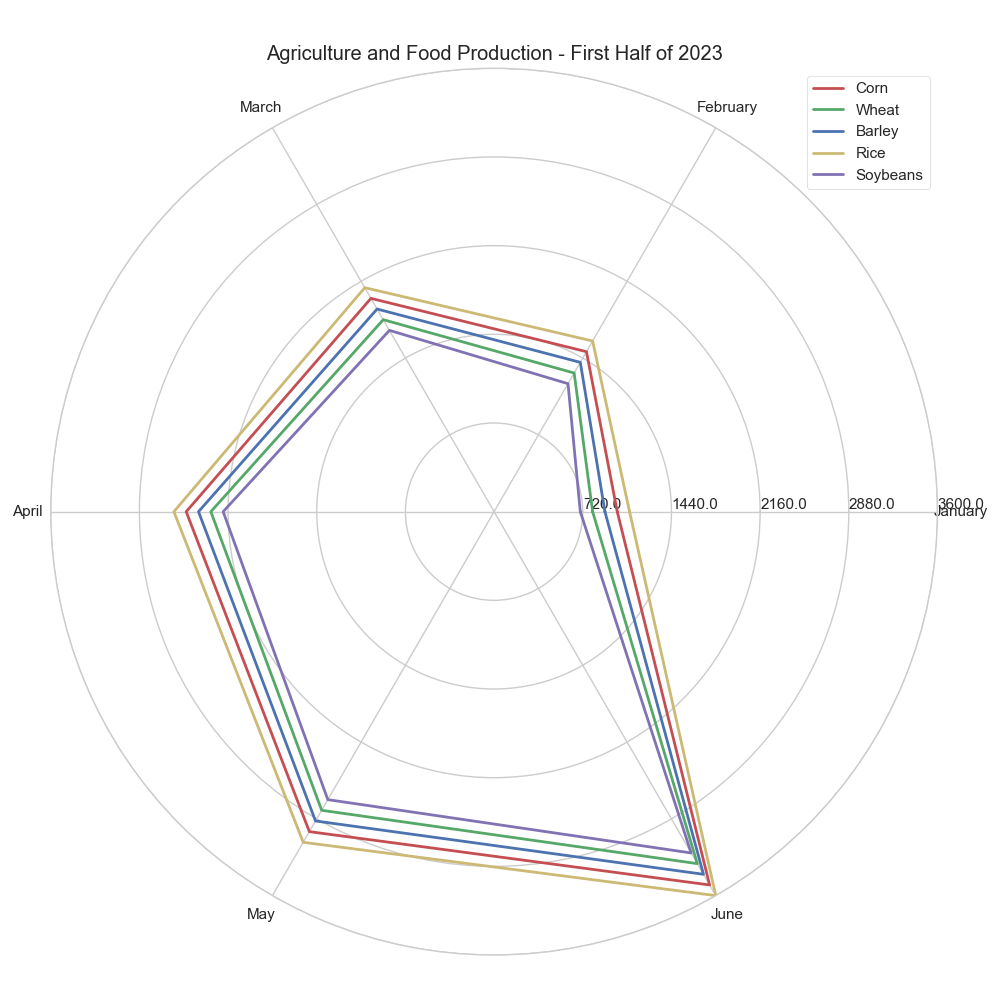 Agriculture and Food Production - First Half of 2023
Corn
Wheat
Barley
Rice
Soybeans
March
February
April
720.0
1440.0
2160.0
2880.0
3600.0
January
May
June